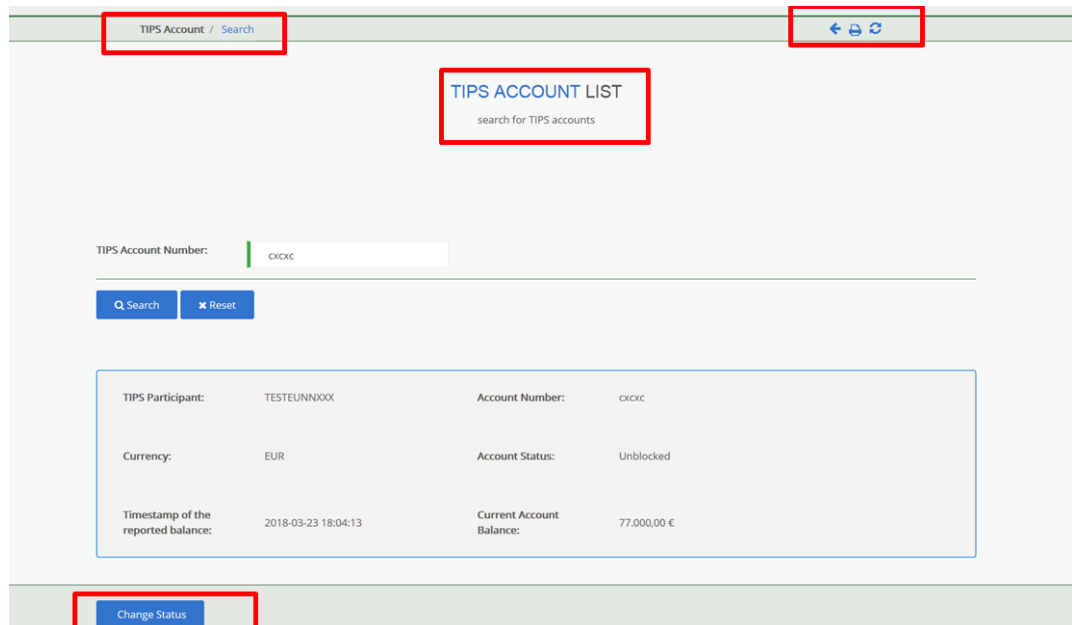 TIPS Account / Search
TIPS ACCOUNT LIST
search for TIPS accounts
TIPS Account Number: cxcxc
Search Reset
TIPS Participant: TESTEUNNXXX Account Number: cxcxc
Currency: EUR Account Status: Unblocked
Timestamp of the reported balance: 2018-03-23 18:04:13 Current Account Balance: 77.000,00 €
Change Status